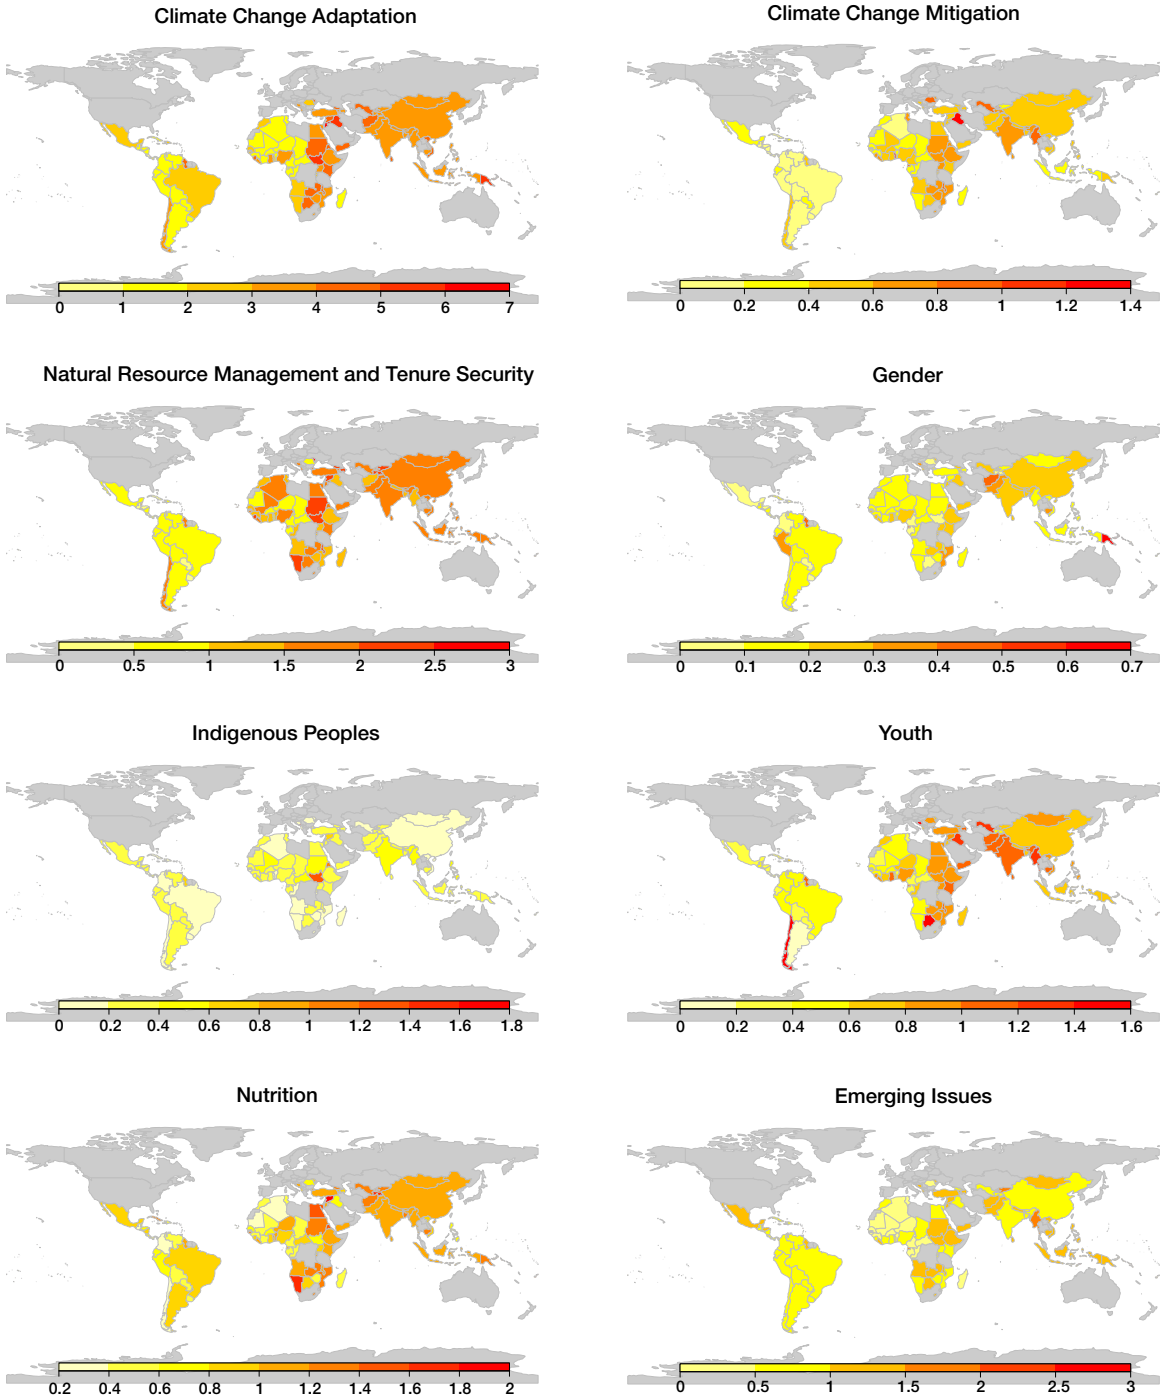 Climate Change Adaptation
Climate Change Mitigation
0 1 2 3 4 5 6 7
0 0.2 0.4 0.6 0.8 1 1.2 1.4
Natural Resource Management and Tenure Security
Gender
0 0.5 1 1.5 2 2.5 3
0 0.1 0.2 0.3 0.4 0.5 0.6 0.7
Indigenous Peoples
Youth
0 0.2 0.4 0.6 0.8 1 1.2 1.4 1.6 1.8
0 0.2 0.4 0.6 0.8 1 1.2 1.4 1.6
Nutrition
Emerging Issues
0.2 0.4 0.6 0.8 1 1.2 1.4 1.6 1.8 2
0 0.5 1 1.5 2 2.5 3